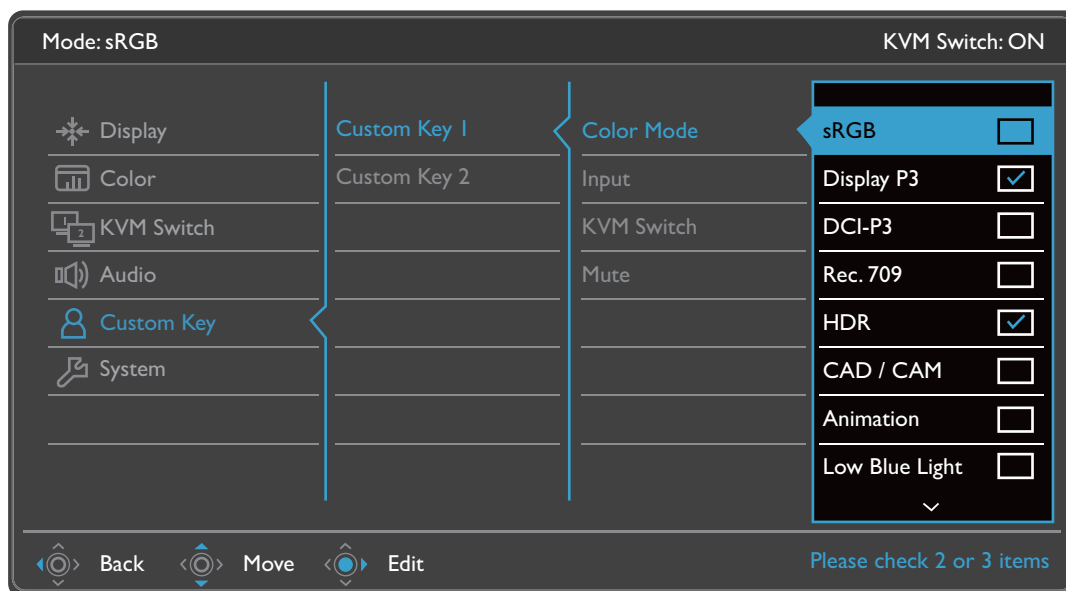 Mode: sRGB
KVM Switch: ON
Display
Color
KVM Switch
1
2
Audio
Custom Key
System
Custom Key 1
Custom Key 2
Color Mode
Input
KVM Switch
Mute
sRGB
Display P3
DCI-P3
Rec. 709
HDR
CAD / CAM
Animation
Low Blue Light
Back
Move
Edit
Please check 2 or 3 items